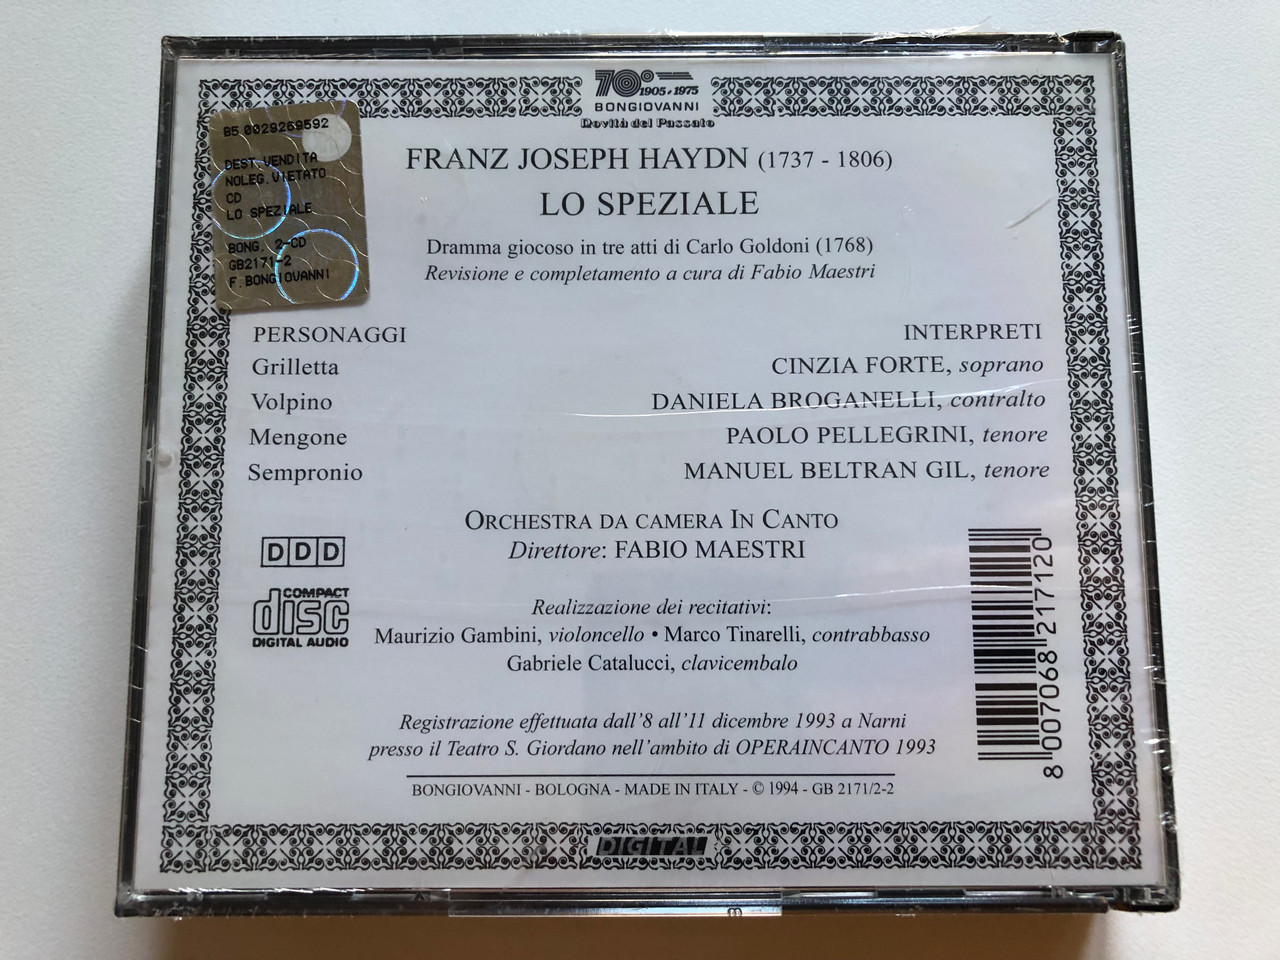 70°
1905 • 1975
BONGIOVANNI
Novità del Passato
B5 0029269592
DEST.VENDITA
NOLEG.VIETATO
CD
LO SPEZIALE
BONG. 2-CD
GB2171-2
F.BONGIOVANNI
FRANZ JOSEPH HAYDN (1737 - 1806)
LO SPEZIALE
Dramma giocoso in tre atti di Carlo Goldoni (1768)
Revisione e completamento a cura di Fabio Maestri
PERSONAGGI INTERPRETI
Grilletta CINZIA FORTE, soprano
Volpino DANIELA BROGANELLI, contralto
Mengone PAOLO PELLEGRINI, tenore
Sempronio MANUEL BELTRAN GIL, tenore
ORCHESTRA DA CAMERA IN CANTO
Direttore: FABIO MAESTRI
DDD
COMPACT
disc
DIGITAL AUDIO
Realizzazione dei recitativi:
Maurizio Gambini, violoncello • Marco Tinarelli, contrabbasso
Gabriele Catalucci, clavicembalo
Registrazione effettuata dall'8 all'11 dicembre 1993 a Narni
presso il Teatro S. Giordano nell'ambito di OPERAINCANTO 1993
BONGIOVANNI - BOLOGNA - MADE IN ITALY - © 1994 - GB 2171/2-2
8 007068 217120
DIGITAL